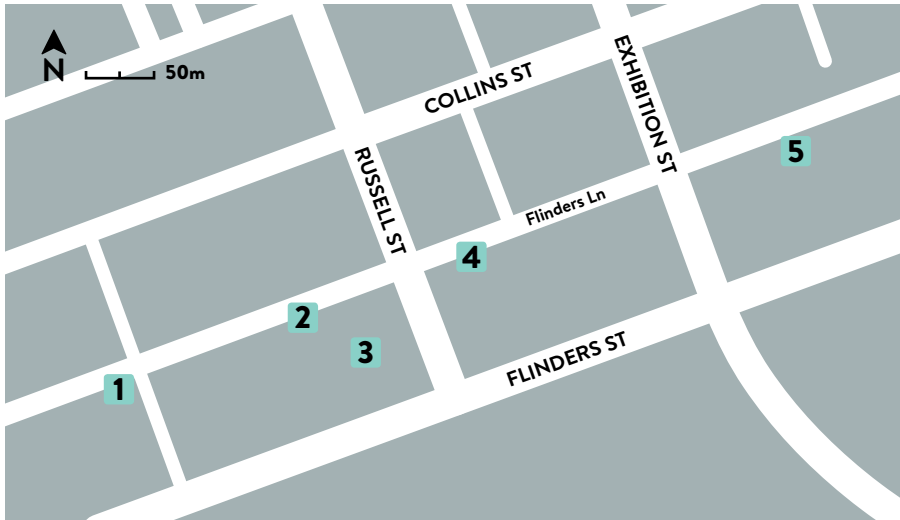 N
50m
COLLINS ST
EXHIBITION ST
RUSSELL ST
Flinders Ln
FLINDERS ST
1
2
3
4
5